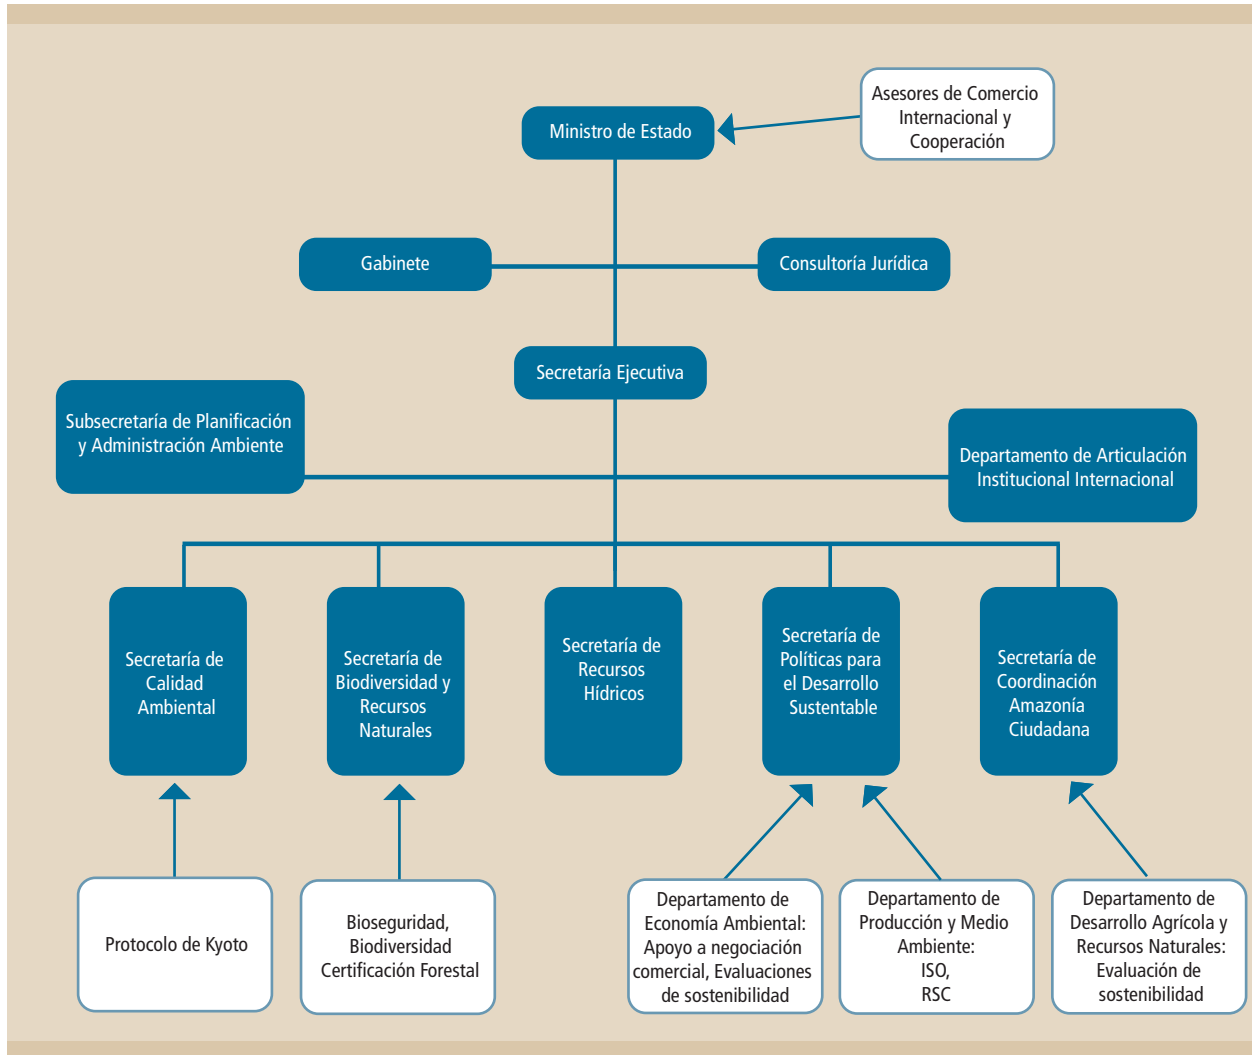 Asesores de Comercio
Internacional y
Cooperación
Ministro de Estado
Gabinete
Consultoría Jurídica
Secretaría Ejecutiva
Subsecretaría de Planificación
y Administración Ambiente
Departamento de Articulación
Institucional Internacional
Secretaría de
Calidad
Ambiental
Secretaría de
Biodiversidad y
Recursos
Naturales
Secretaría de
Recursos
Hídricos
Secretaría de
Políticas para
el Desarrollo
Sustentable
Secretaría de
Coordinación
Amazonía
Ciudadana
Protocolo de Kyoto
Bioseguridad,
Biodiversidad
Certificación Forestal
Departamento de
Economía Ambiental:
Apoyo a negociación
comercial, Evaluaciones
de sostenibilidad
Departamento de
Producción y Medio
Ambiente:
ISO,
RSC
Departamento de
Desarrollo Agrícola y
Recursos Naturales:
Evaluación de
sostenibilidad